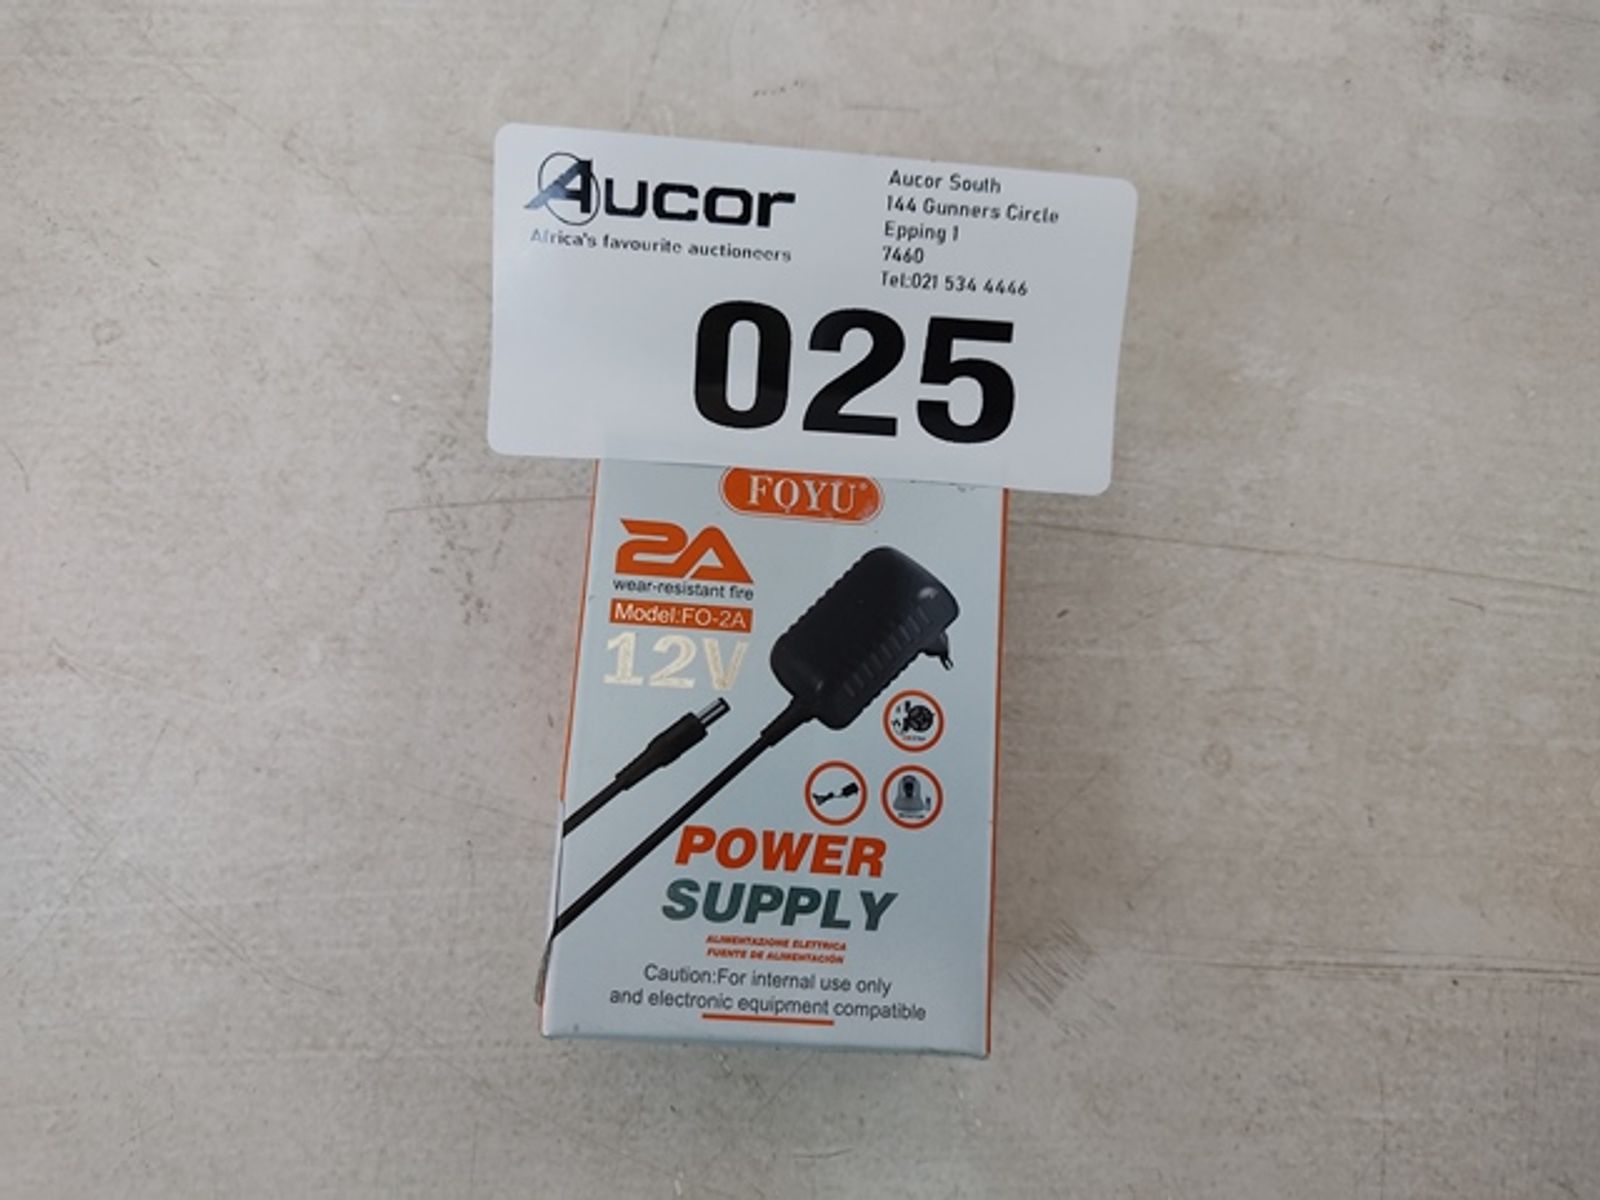 Aucor
Africa's favourite auctioneers
Aucor South
144 Gunners Circle
Epping 1
7460
Tel:021 534 4446
025
FOYU
2A
wear-resistant fire
Model:FO-2A
12V
POWER
SUPPLY
ALIMENTAZIONE ELETTRICA
FUENTE DE ALIMENTACIÓN
Caution:For internal use only
and electronic equipment compatible